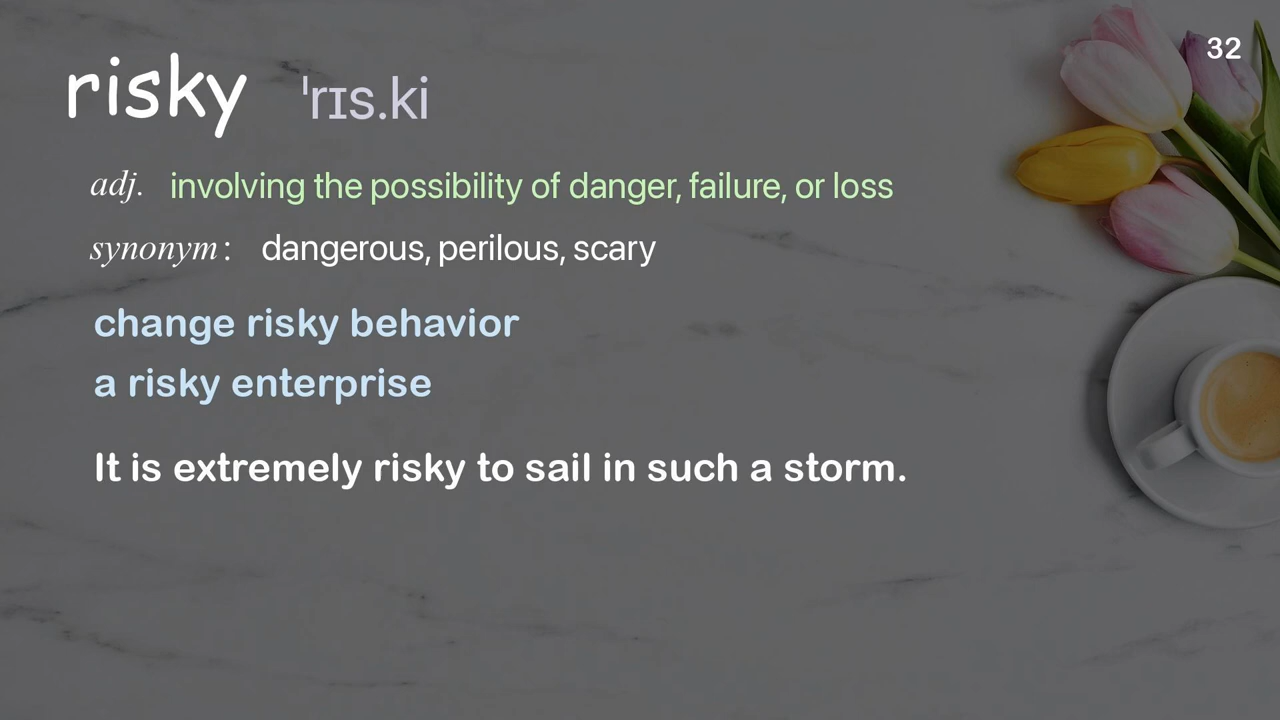 32
risky ˈrɪs.ki
adj. involving the possibility of danger, failure, or loss
synonym: dangerous, perilous, scary
change risky behavior
a risky enterprise
It is extremely risky to sail in such a storm.